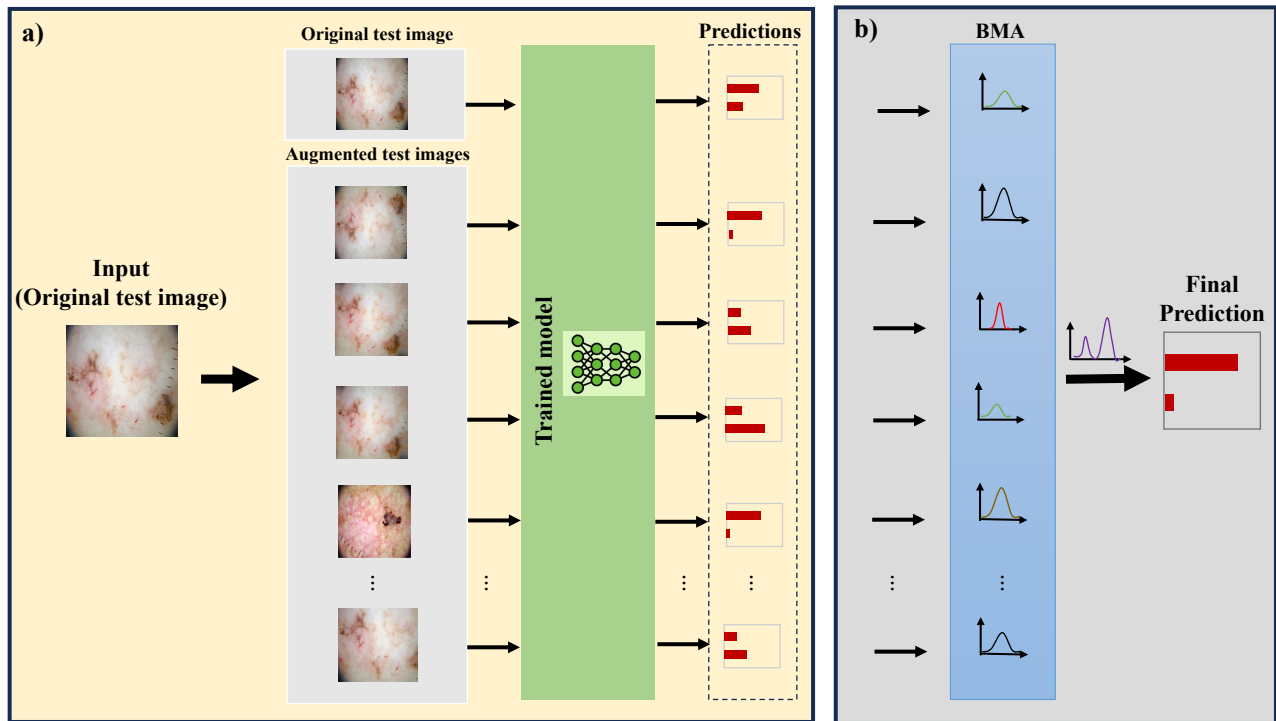 a)
Original test image
Predictions
Augmented test images
Input
(Original test image)
Trained model
b)
BMA
Final
Prediction